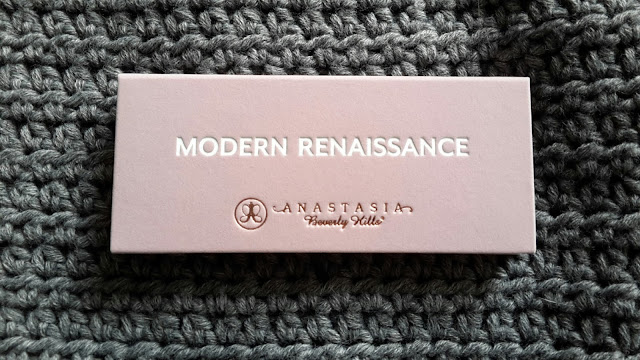 MODERN RENAISSANCE
ANASTASIA
Beverly Hills